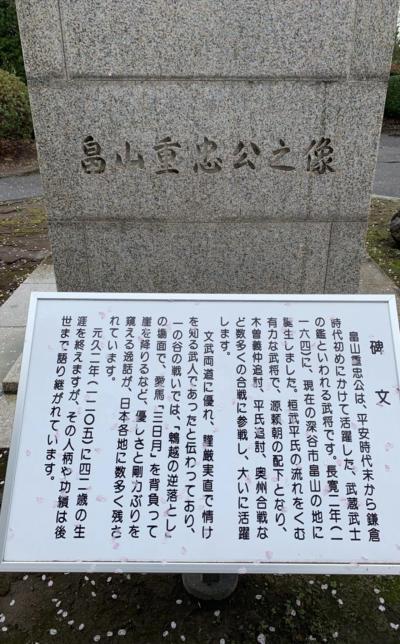 畠山重忠公之像
碑文
畠山重忠公は、平安時代末から鎌倉
時代初めにかけて活躍した、武蔵武士
の鑑といわれる武将です。長寛二年(一
一六四)に、現在の深谷市畠山の地に
誕生しました。桓武平氏の流れをくむ
有力な武将で、源頼朝の配下となり、
木曽義仲追討、平氏追討、奥州合戦な
ど数多くの合戦に参戦し、大いに活躍
します。
文武両道に優れ、謹厳実直で情け
を知る武人であったと伝わっており、
一の谷の戦いでは、「鵯越の逆落とし」
の場面で、愛馬「三日月」を背負って
崖を降りるなど、優しさと剛力ぶりを
窺える逸話が、日本各地に数多く残さ
れています。
元久二年(一二〇五)に四二歳の生
涯を終えますが、その人柄や功績は後
世まで語り継がれています。